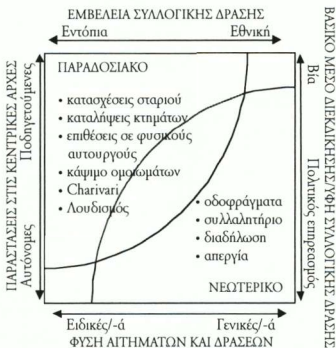 ΕΜΒΕΛΕΙΑ ΣΥΛΛΟΓΙΚΗΣ ΔΡΑΣΗΣ
Εντόπια Εθνική
ΠΑΡΑΣΤΑΣΕΙΣ ΣΤΙΣ ΚΕΝΤΡΙΚΕΣ ΑΡΧΕΣ
Αυτόνομες Ποδηγετούμενες
ΠΑΡΑΔΟΣΙΑΚΟ
• κατασχέσεις σταριού
• καταλήψεις κτημάτων
• επιθέσεις σε φυσικούς
αυτουργούς
• κάψιμο ομοιωμάτων
• Charivari
• Λουδισμός
• οδοφράγματα
• συλλαλητήριο
• διαδήλωση
• απεργία
ΝΕΩΤΕΡΙΚΟ
Βία Πολιτικός επηρεασμός
ΒΑΣΙΚΟ ΜΕΣΟ ΔΙΕΚΔΙΚΗΣΗΣ/ΥΦΗ ΣΥΛΛΟΓΙΚΗΣ ΔΡΑΣΗΣ
Ειδικές/-ά Γενικές/-ά
ΦΥΣΗ ΑΙΤΗΜΑΤΩΝ ΚΑΙ ΔΡΑΣΕΩΝ